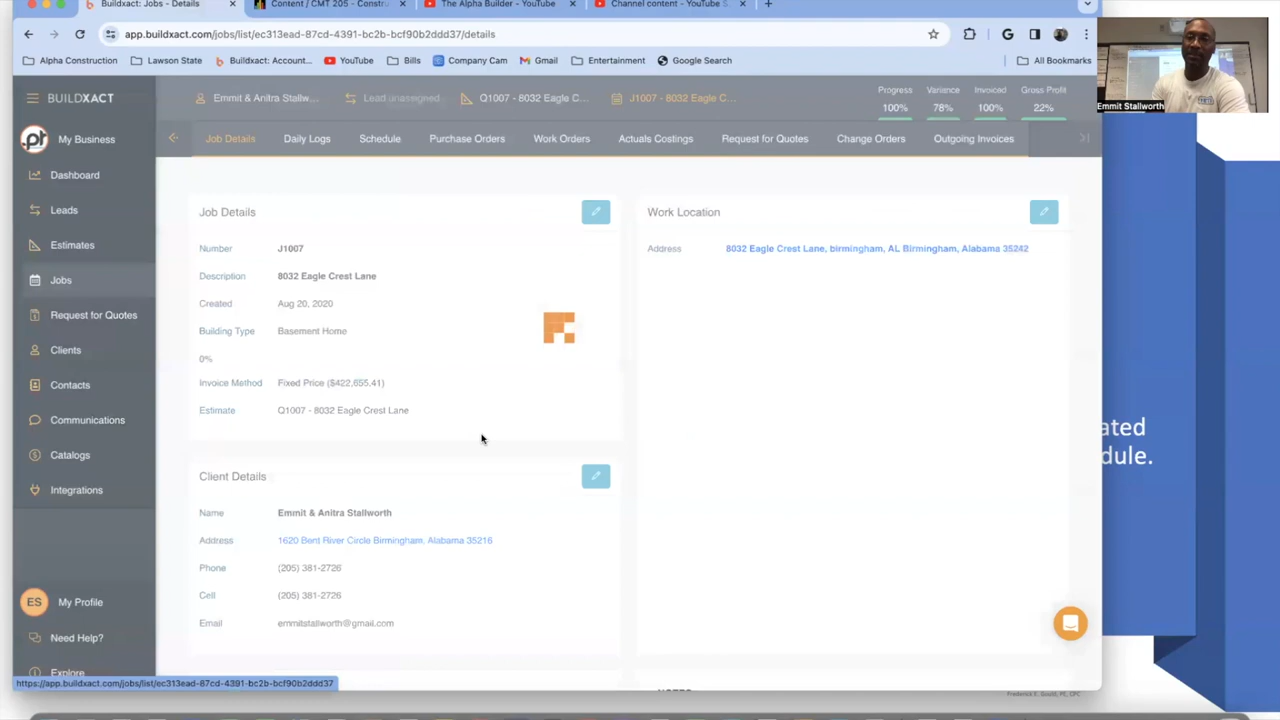 Buildxact: Jobs - Details
Content / CMT 205 - Constru
The Alpha Builder - YouTube
Channel content - YouTube S
app.buildxact.com/jobs/list/ec313ead-87cd-4391-bc2b-bcf90b2ddd37/details
Alpha Construction
Lawson State
Buildxact: Account...
YouTube
Bills
Company Cam
Gmail
Entertainment
Google Search
All Bookmarks
Emmit Stallworth
BUILDXACT
Emmit & Anitra Stallw...
Lead unassigned
Q1007 - 8032 Eagle C...
J1007 - 8032 Eagle C...
Progress
100%
Variance
78%
Invoiced
100%
Gross Profit
22%
My Business
Dashboard
Leads
Estimates
Jobs
Request for Quotes
Clients
Contacts
Communications
Catalogs
Integrations
ES
My Profile
Need Help?
Explore
Job Details
Daily Logs
Schedule
Purchase Orders
Work Orders
Actuals Costings
Request for Quotes
Change Orders
Outgoing Invoices
Job Details
Number J1007
Description 8032 Eagle Crest Lane
Created Aug 20, 2020
Building Type Basement Home
0%
Invoice Method Fixed Price ($422,655.41)
Estimate Q1007 - 8032 Eagle Crest Lane
Client Details
Name Emmit & Anitra Stallworth
Address 1620 Bent River Circle Birmingham, Alabama 35216
Phone (205) 381-2726
Cell (205) 381-2726
Email emmitstallworth@gmail.com
Work Location
Address 8032 Eagle Crest Lane, birmingham, AL Birmingham, Alabama 35242
NOTES
ated
dule.
https://app.buildxact.com/jobs/list/ec313ead-87cd-4391-bc2b-bcf90b2ddd37
Frederick E. Gould, PE, CPC